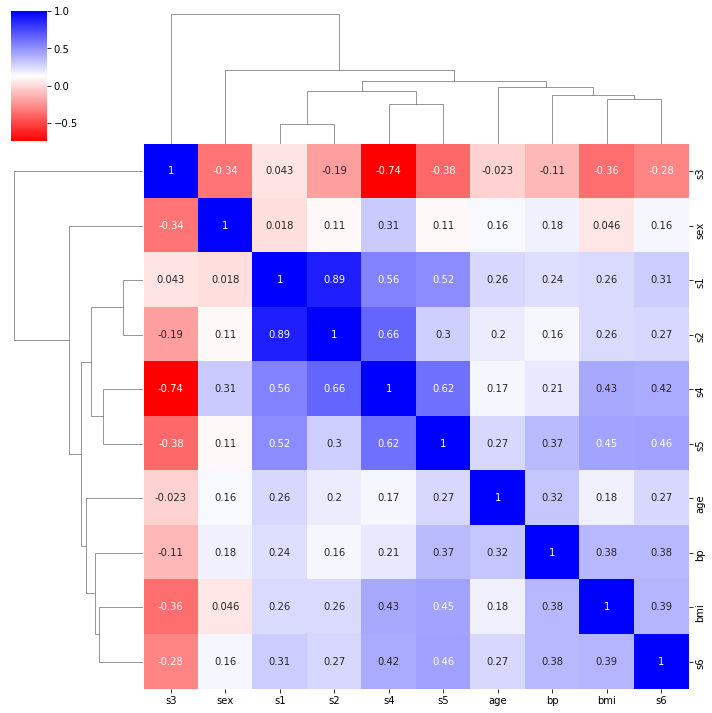 1.0
0.5
0.0
−0.5
1 -0.34 0.043 -0.19 -0.74 -0.38 -0.023 -0.11 -0.36 -0.28 s3
-0.34 1 0.018 0.11 0.31 0.11 0.16 0.18 0.046 0.16 sex
0.043 0.018 1 0.89 0.56 0.52 0.26 0.24 0.26 0.31 s1
-0.19 0.11 0.89 1 0.66 0.3 0.2 0.16 0.26 0.27 s2
-0.74 0.31 0.56 0.66 1 0.62 0.17 0.21 0.43 0.42 s4
-0.38 0.11 0.52 0.3 0.62 1 0.27 0.37 0.45 0.46 s5
-0.023 0.16 0.26 0.2 0.17 0.27 1 0.32 0.18 0.27 age
-0.11 0.18 0.24 0.16 0.21 0.37 0.32 1 0.38 0.38 bp
-0.36 0.046 0.26 0.26 0.43 0.45 0.18 0.38 1 0.39 bmi
-0.28 0.16 0.31 0.27 0.42 0.46 0.27 0.38 0.39 1 s6
s3 sex s1 s2 s4 s5 age bp bmi s6